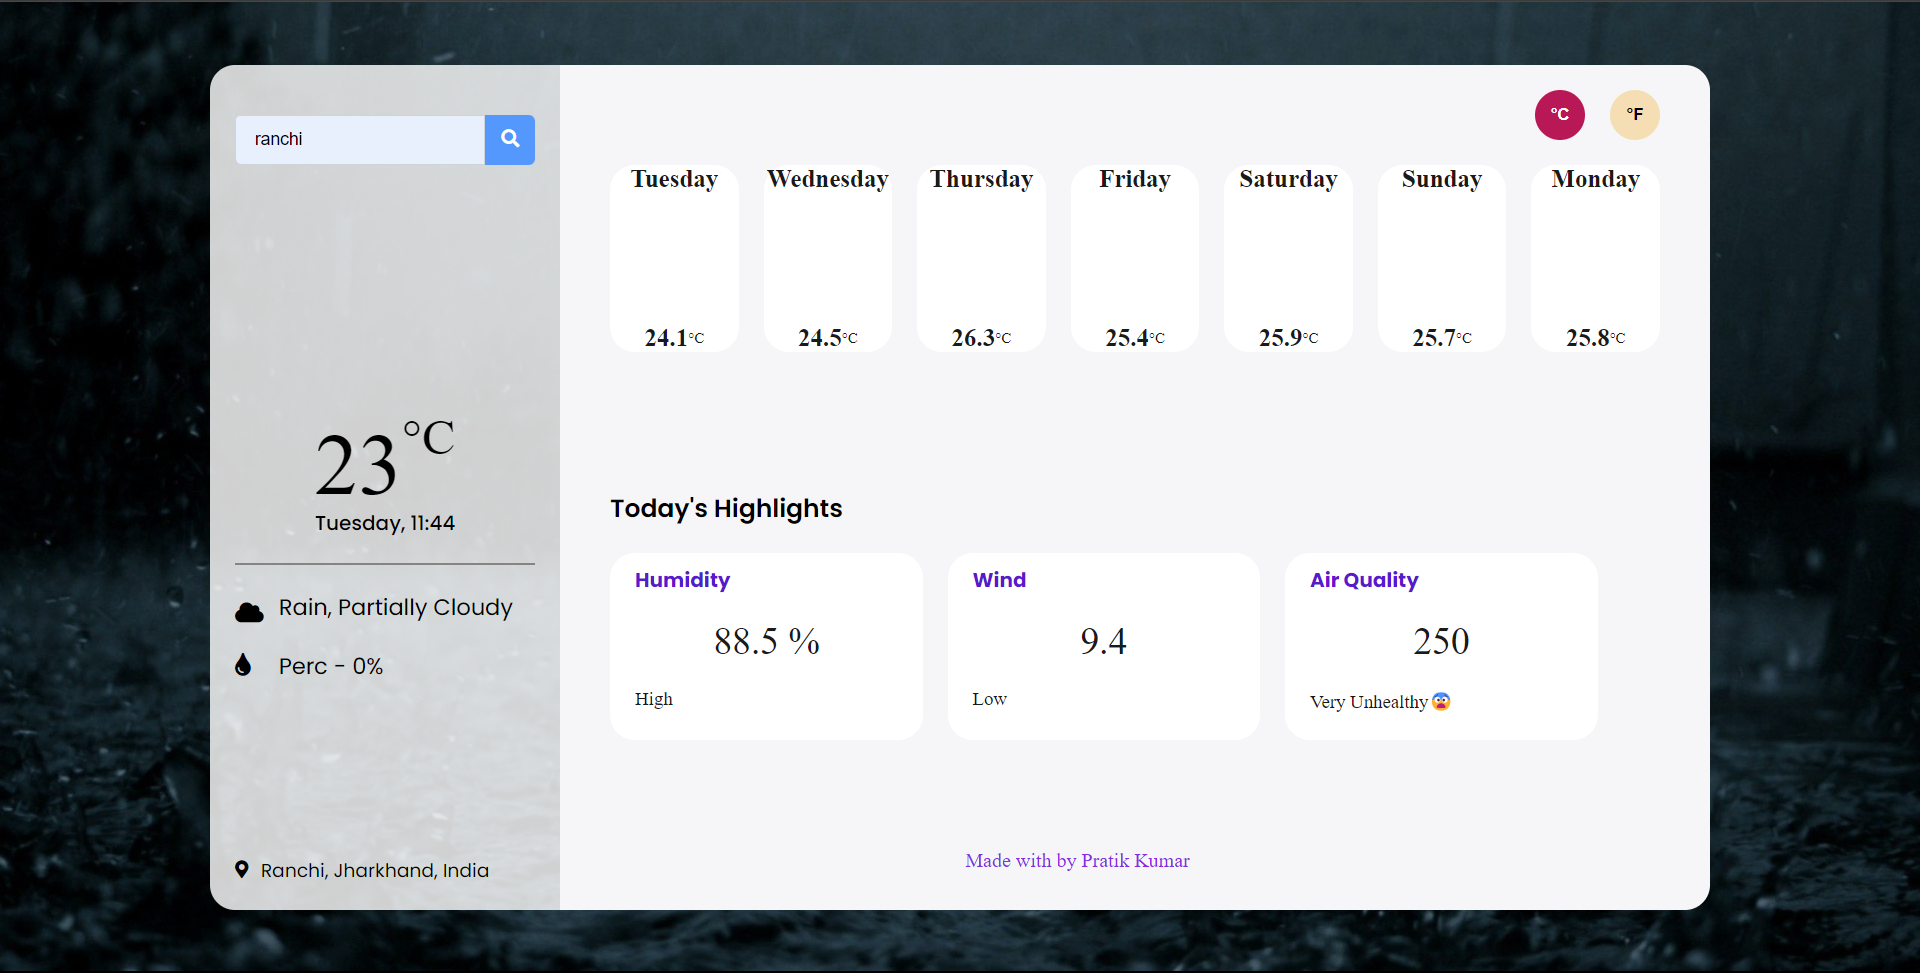 ranchi
23°C
Tuesday, 11:44
Rain, Partially Cloudy
Perc - 0%
Ranchi, Jharkhand, India
°C °F
Tuesday Wednesday Thursday Friday Saturday Sunday Monday
24.1°C 24.5°C 26.3°C 25.4°C 25.9°C 25.7°C 25.8°C
Today's Highlights
Humidity Wind Air Quality
88.5 % 9.4 250
High Low Very Unhealthy😨
Made with by Pratik Kumar